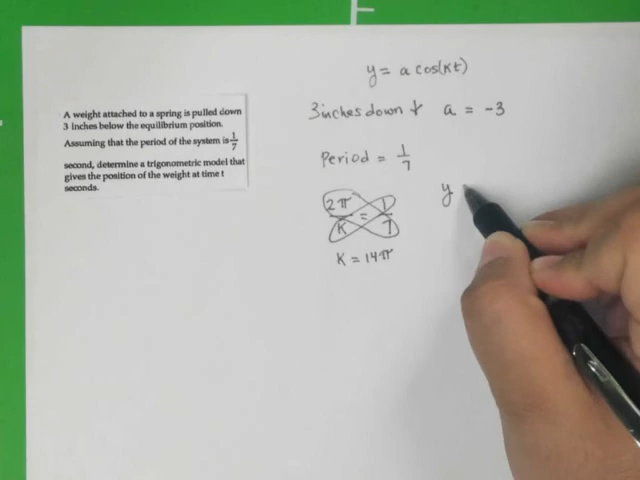 y = a cos(kt)
A weight attached to a spring is pulled down
3 inches below the equilibrium position.
Assuming that the period of the system is 1/7
second, determine a trigonometric model that
gives the position of the weight at time t
seconds.
3 inches down a = -3
Period = 1/7
2π/k = 1/7
k = 14π
y